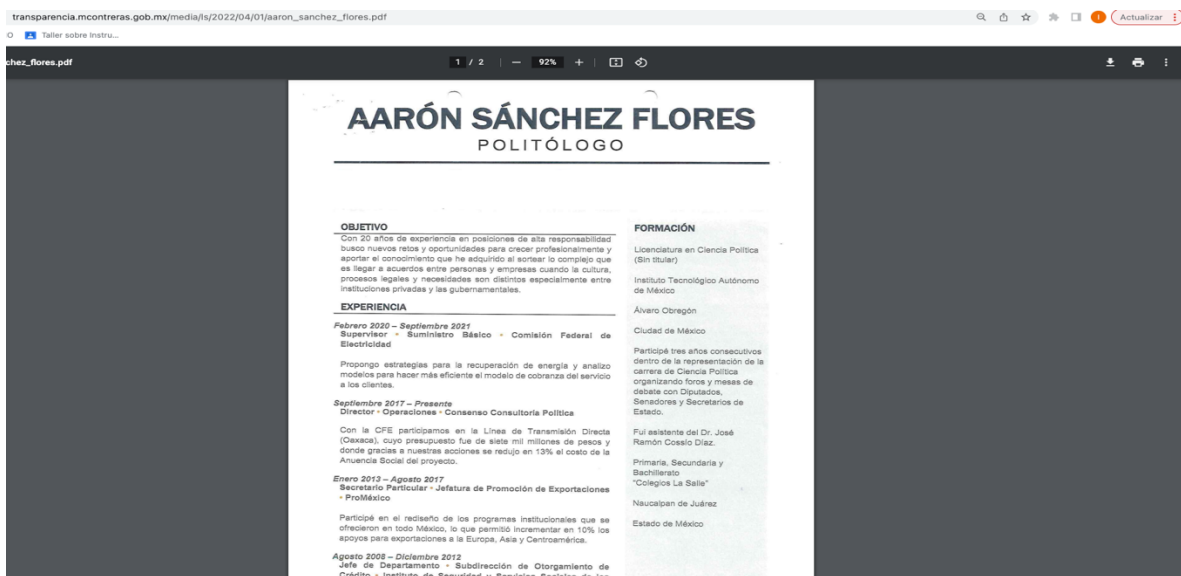 transparencia.mcontreras.gob.mx/media/ls/2022/04/01/aaron_sanchez_flores.pdf
Actualizar
O
Taller sobre Instru...
chez_flores.pdf
1 / 2
92%
AARÓN SÁNCHEZ FLORES
POLITÓLOGO
OBJETIVO
Con 20 años de experiencia en posiciones de alta responsabilidad
busco nuevos retos y oportunidades para crecer profesionalmente y
aportar el conocimiento que he adquirido al sortear lo complejo que
es llegar a acuerdos entre personas y empresas cuando la cultura,
procesos legales y necesidades son distintos especialmente entre
instituciones privadas y las gubernamentales.
EXPERIENCIA
Febrero 2020 – Septiembre 2021
Supervisor • Suministro Básico • Comisión Federal de
Electricidad
Propongo estrategias para la recuperación de energía y analizo
modelos para hacer más eficiente el modelo de cobranza del servicio
a los clientes.
Septiembre 2017 – Presente
Director • Operaciones • Consenso Consultoría Política
Con la CFE participamos en la Línea de Transmisión Directa
(Oaxaca), cuyo presupuesto fue de siete mil millones de pesos y
donde gracias a nuestras acciones se redujo en 13% el costo de la
Anuencia Social del proyecto.
Enero 2013 – Agosto 2017
Secretario Particular • Jefatura de Promoción de Exportaciones
• ProMéxico
Participé en el rediseño de los programas institucionales que se
ofrecieron en todo México, lo que permitió incrementar en 10% los
apoyos para exportaciones a la Europa, Asia y Centroamérica.
Agosto 2008 – Diciembre 2012
Jefe de Departamento • Subdirección de Otorgamiento de
Crédito • Instituto de Seguridad y Servicios Sociales de los
FORMACIÓN
Licenciatura en Ciencia Política
(Sin titular)
Instituto Tecnológico Autónomo
de México
Álvaro Obregón
Ciudad de México
Participé tres años consecutivos
dentro de la representación de la
carrera de Ciencia Política
organizando foros y mesas de
debate con Diputados,
Senadores y Secretarios de
Estado.
Fui asistente del Dr. José
Ramón Cossío Díaz.
Primaria, Secundaria y
Bachillerato
"Colegios La Salle"
Naucalpan de Juárez
Estado de México